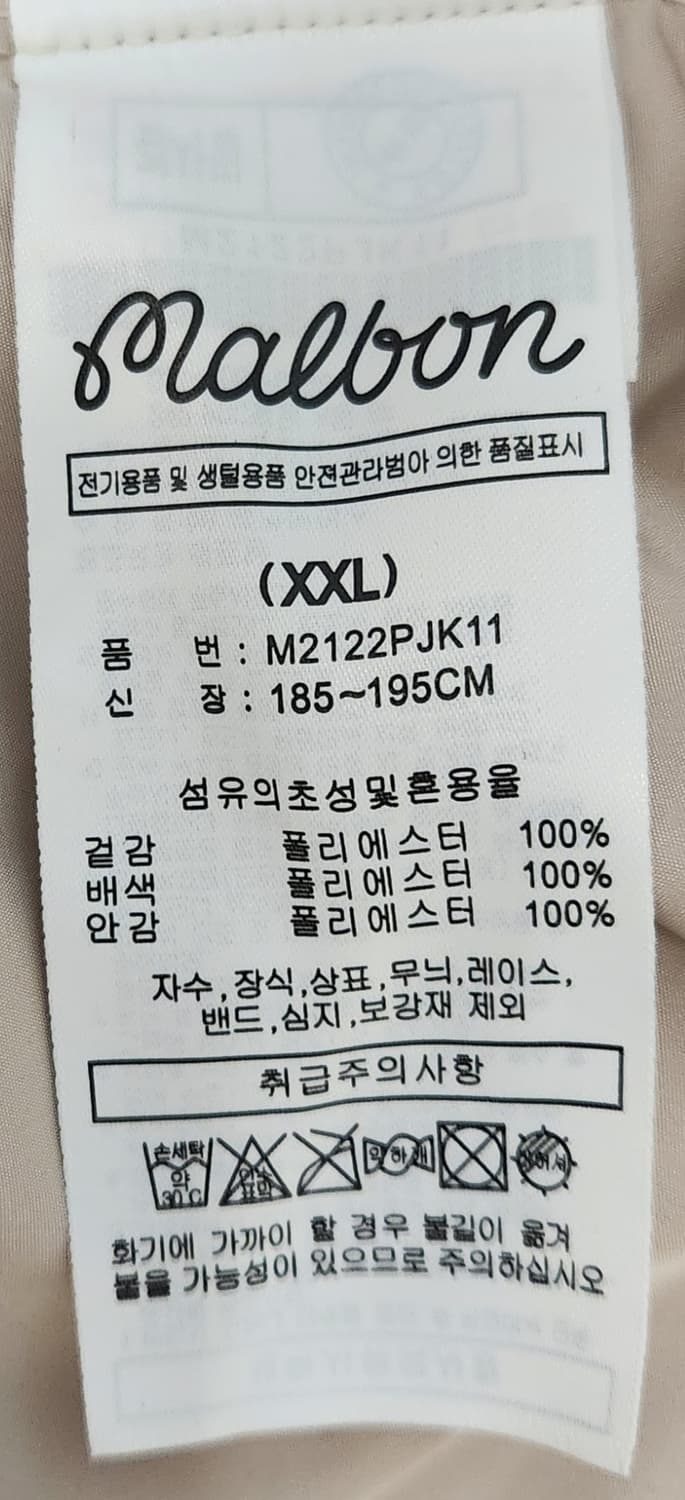 Malbon
전기용품 및 생털용품 안젼관라범아 의한 품질표시
(XXL)
품 번 : M2122PJK11
신 장 : 185~195CM
섬유의초성및혼용율
겉감 폴리에스터 100%
배색 폴리에스터 100%
안감 폴리에스터 100%
자수,장식,상표,무늬,레이스,
밴드,심지,보강재 제외
취급주의사항
손세탁 약하게
약
30℃
화기에 가까이 할 경우 불길이 옮겨
붙을 가능성이 있으므로 주의하십시오